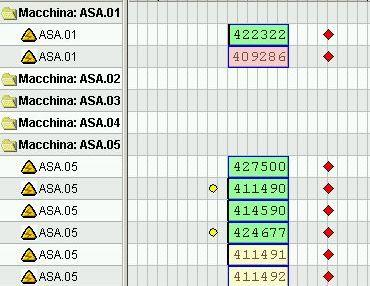 Macchina: ASA.01
ASA.01 422322
ASA.01 409286
Macchina: ASA.02
Macchina: ASA.03
Macchina: ASA.04
Macchina: ASA.05
ASA.05 427500
ASA.05 411490
ASA.05 414590
ASA.05 424677
ASA.05 411491
ASA.05 411492